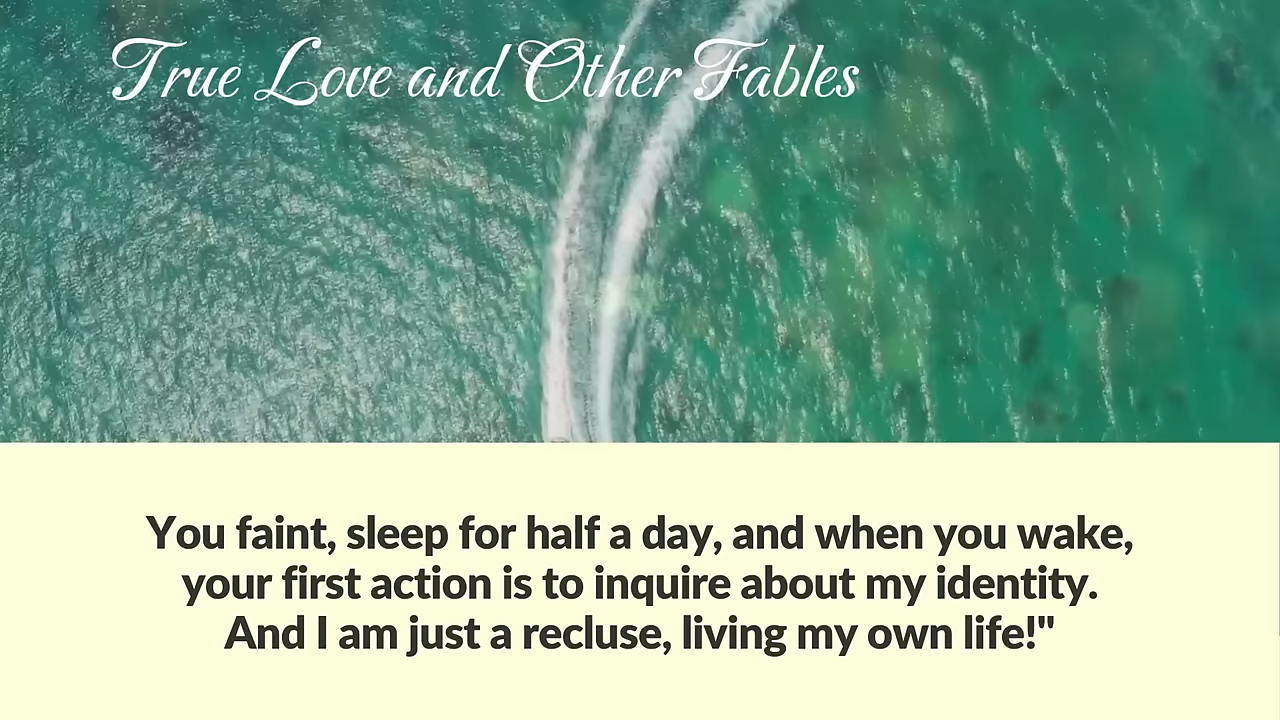 True Love and Other Fables
You faint, sleep for half a day, and when you wake,
your first action is to inquire about my identity.
And I am just a recluse, living my own life!"